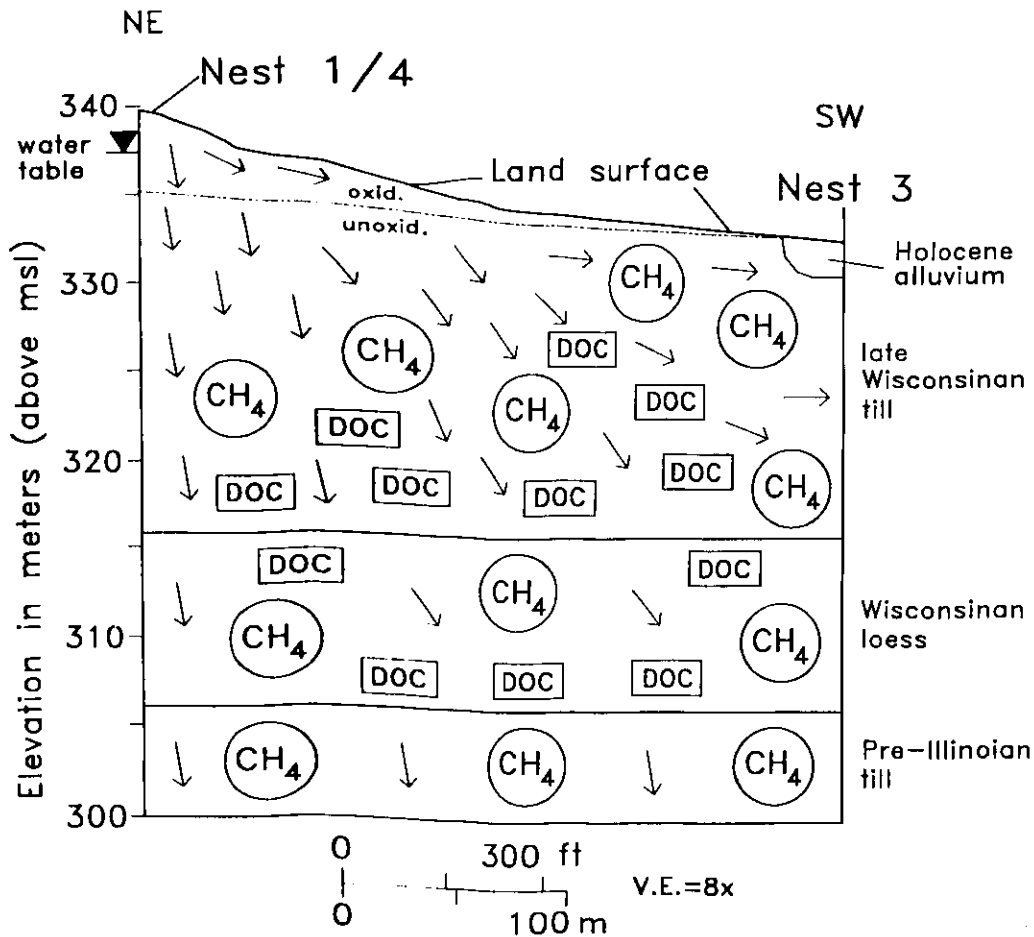 NE
Nest 1/4
340
SW
water
table
Land surface
Nest 3
oxid.
unoxid.
Holocene
alluvium
330
CH4
CH4
CH4
DOC
late
Wisconsinan
till
CH4
CH4
DOC
DOC
320
DOC
DOC
DOC
DOC
CH4
Elevation in meters (above msl)
DOC
CH4
DOC
310
CH4
CH4
Wisconsinan
loess
DOC
DOC
DOC
CH4
CH4
CH4
Pre-Illinoian
till
300
0
300 ft
V.E.=8x
0
100 m